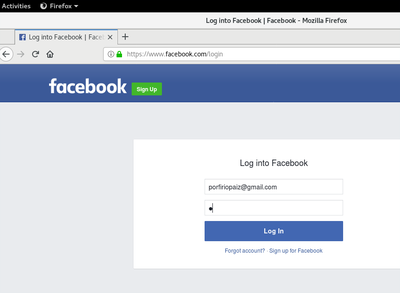 Activities Firefox
Log into Facebook | Facebook - Mozilla Firefox
Log into Facebook | Face
https://www.facebook.com/login
facebook Sign Up
Log into Facebook
porfiriopaiz@gmail.com
Log In
Forgot account? · Sign up for Facebook